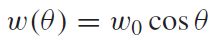 w(θ) = w₀ cos θ